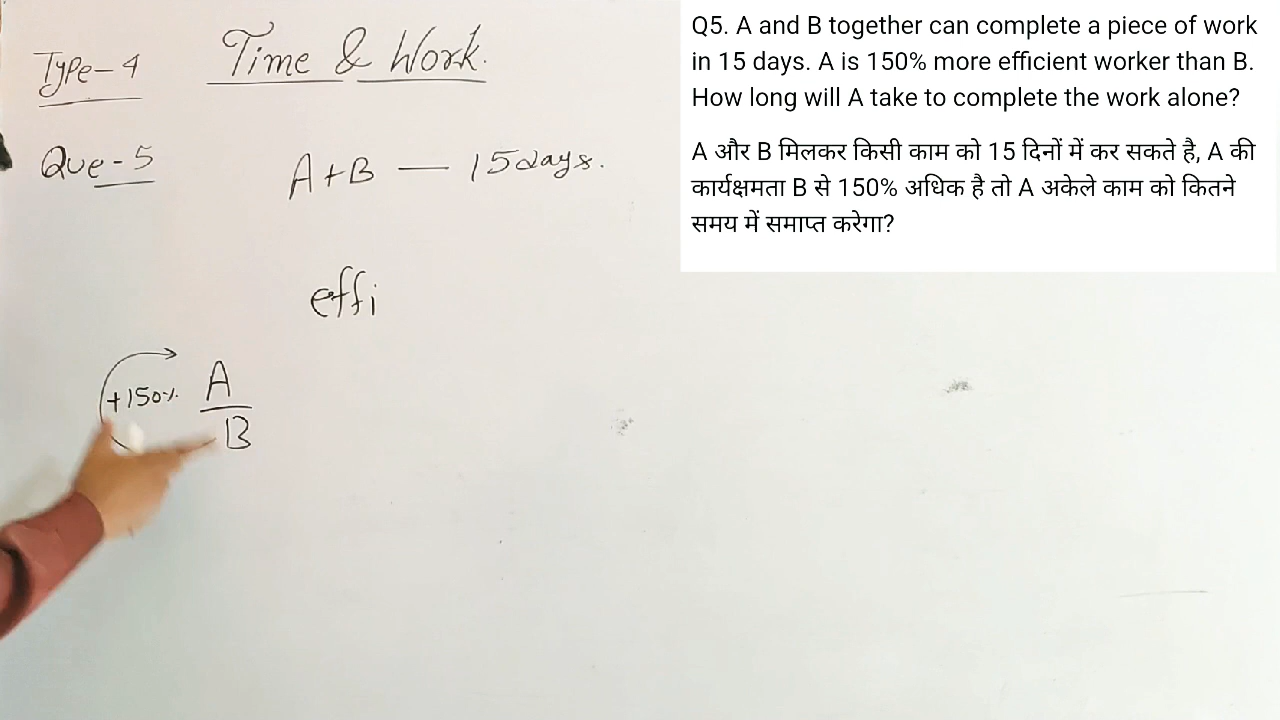 Type-4
Time & Work.
Que-5
A+B — 15days.
effi
+150%
A
B
Q5. A and B together can complete a piece of work
in 15 days. A is 150% more efficient worker than B.
How long will A take to complete the work alone?
A और B मिलकर किसी काम को 15 दिनों में कर सकते है, A की
कार्यक्षमता B से 150% अधिक है तो A अकेले काम को कितने
समय में समाप्त करेगा?